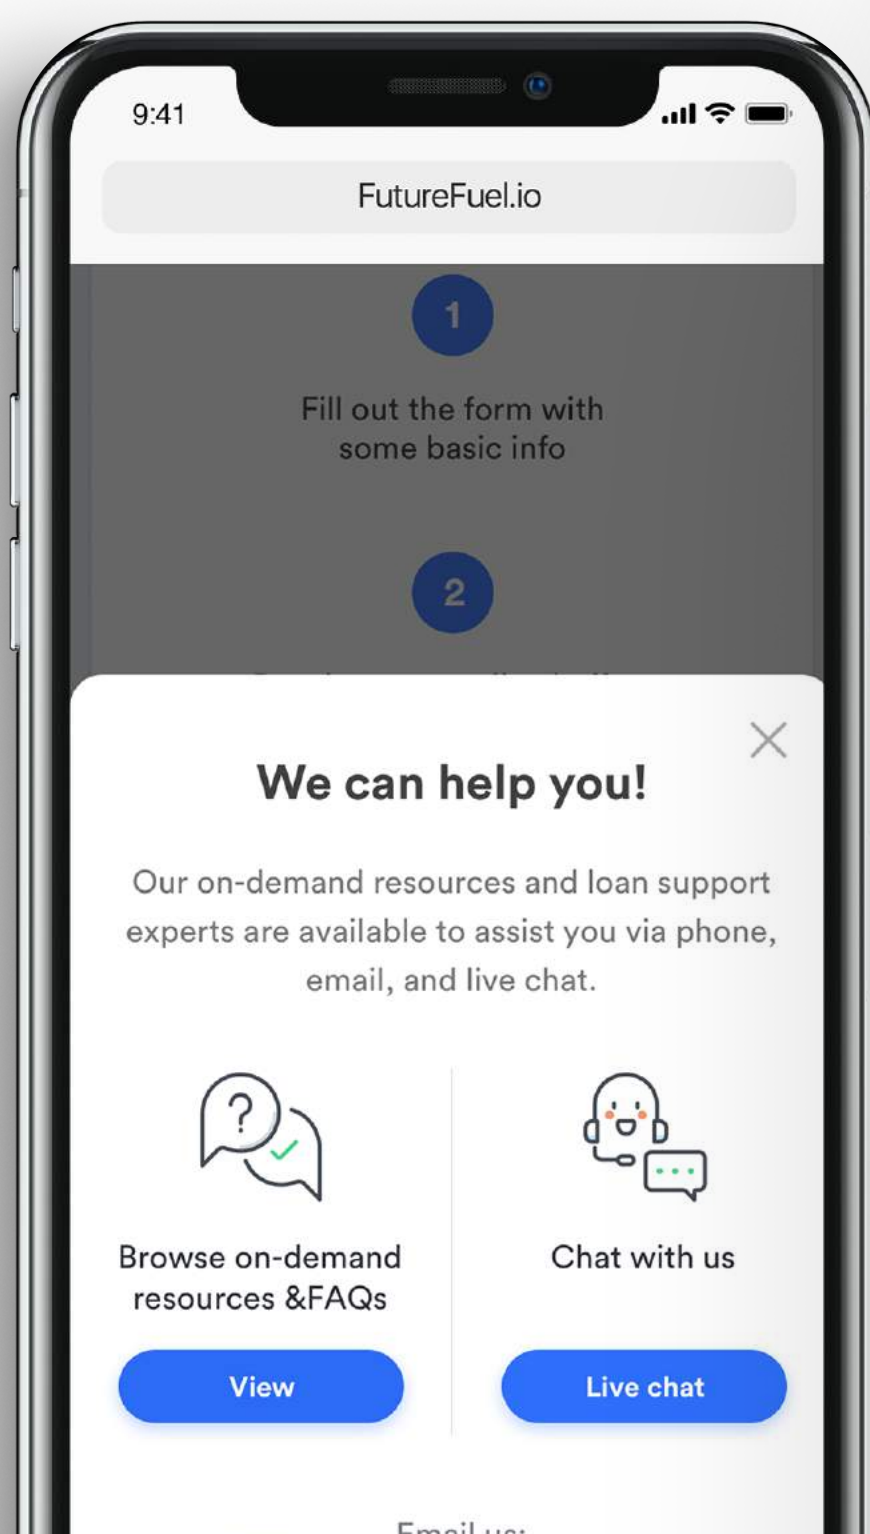 9:41
FutureFuel.io
1
Fill out the form with
some basic info
2
We can help you!
Our on-demand resources and loan support
experts are available to assist you via phone,
email, and live chat.
?
Browse on-demand
resources &FAQs
View
Chat with us
Live chat
Email us: